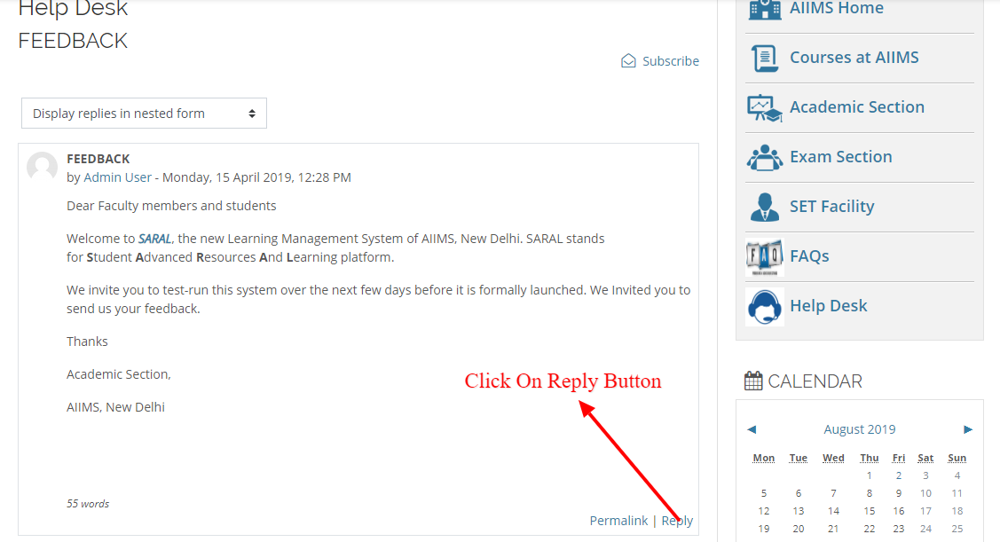 Help Desk
FEEDBACK
Subscribe
Display replies in nested form
FEEDBACK
by Admin User - Monday, 15 April 2019, 12:28 PM
Dear Faculty members and students
Welcome to SARAL, the new Learning Management System of AIIMS, New Delhi. SARAL stands
for Student Advanced Resources And Learning platform.
We invite you to test-run this system over the next few days before it is formally launched. We Invited you to
send us your feedback.
Thanks
Academic Section,
AIIMS, New Delhi
Click On Reply Button
55 words
Permalink | Reply
AIIMS Home
Courses at AIIMS
Academic Section
Exam Section
SET Facility
FAQ
FAQs
Help Desk
CALENDAR
◄ August 2019 ►
Mon Tue Wed Thu Fri Sat Sun
1 2 3 4
5 6 7 8 9 10 11
12 13 14 15 16 17 18
19 20 21 22 23 24 25